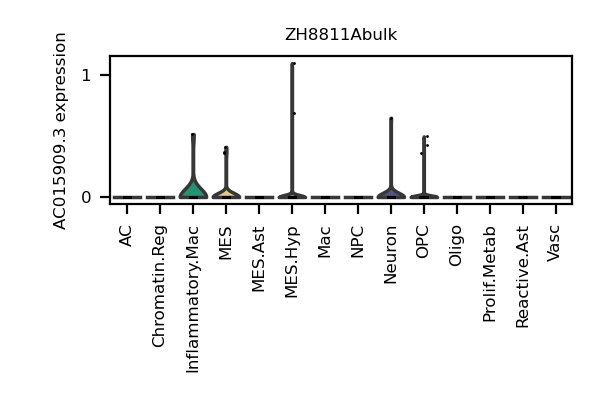 ZH8811Abulk
AC015909.3 expression
1
0
AC
Chromatin.Reg
Inflammatory.Mac
MES
MES.Ast
MES.Hyp
Mac
NPC
Neuron
OPC
Oligo
Prolif.Metab
Reactive.Ast
Vasc